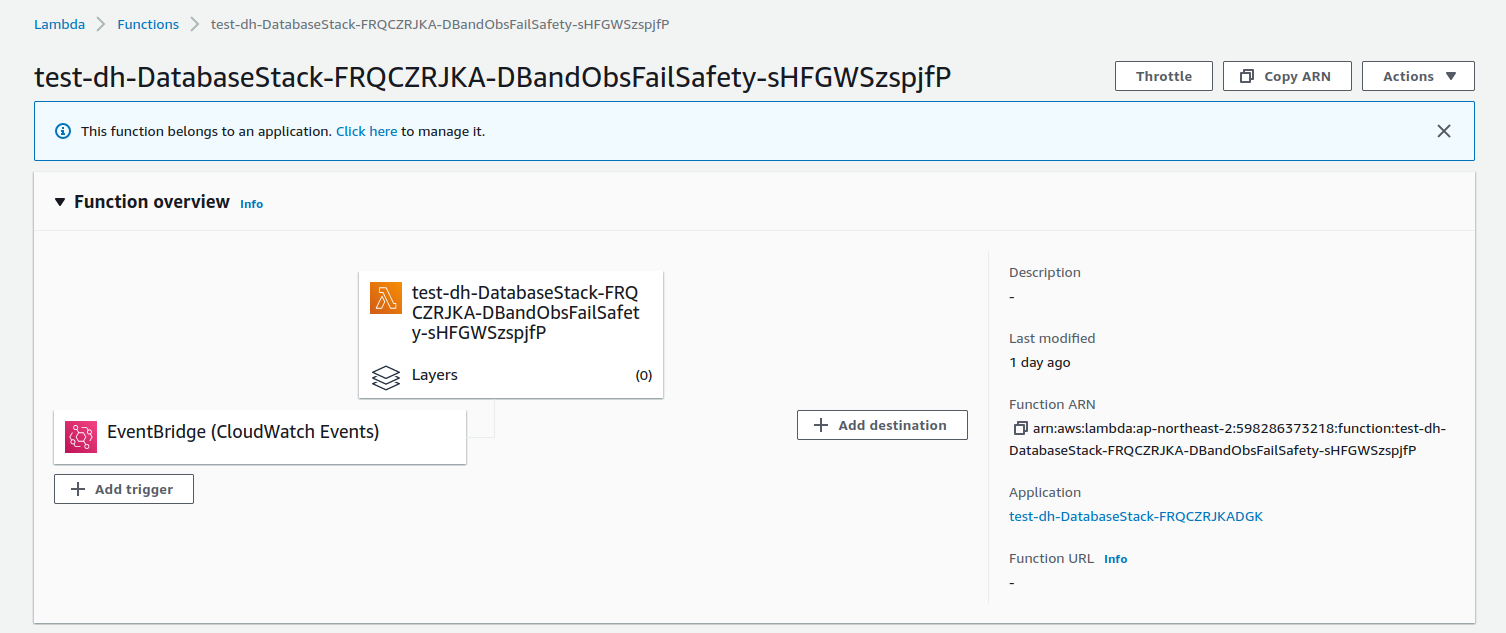 Lambda Functions test-dh-DatabaseStack-FRQCZRJKA-DBandObsFailSafety-sHFGWSzspjfP
test-dh-DatabaseStack-FRQCZRJKA-DBandObsFailSafety-sHFGWSzspjfP
Throttle
Copy ARN
Actions
This function belongs to an application. Click here to manage it.
Function overview Info
test-dh-DatabaseStack-FRQ
CZRJKA-DBandObsFailSafet
y-sHFGWSzspjfP
Layers (0)
EventBridge (CloudWatch Events)
Add trigger
Add destination
Description
-
Last modified
1 day ago
Function ARN
arn:aws:lambda:ap-northeast-2:598286373218:function:test-dh-
DatabaseStack-FRQCZRJKA-DBandObsFailSafety-sHFGWSzspjfP
Application
test-dh-DatabaseStack-FRQCZRJKADGK
Function URL Info
-